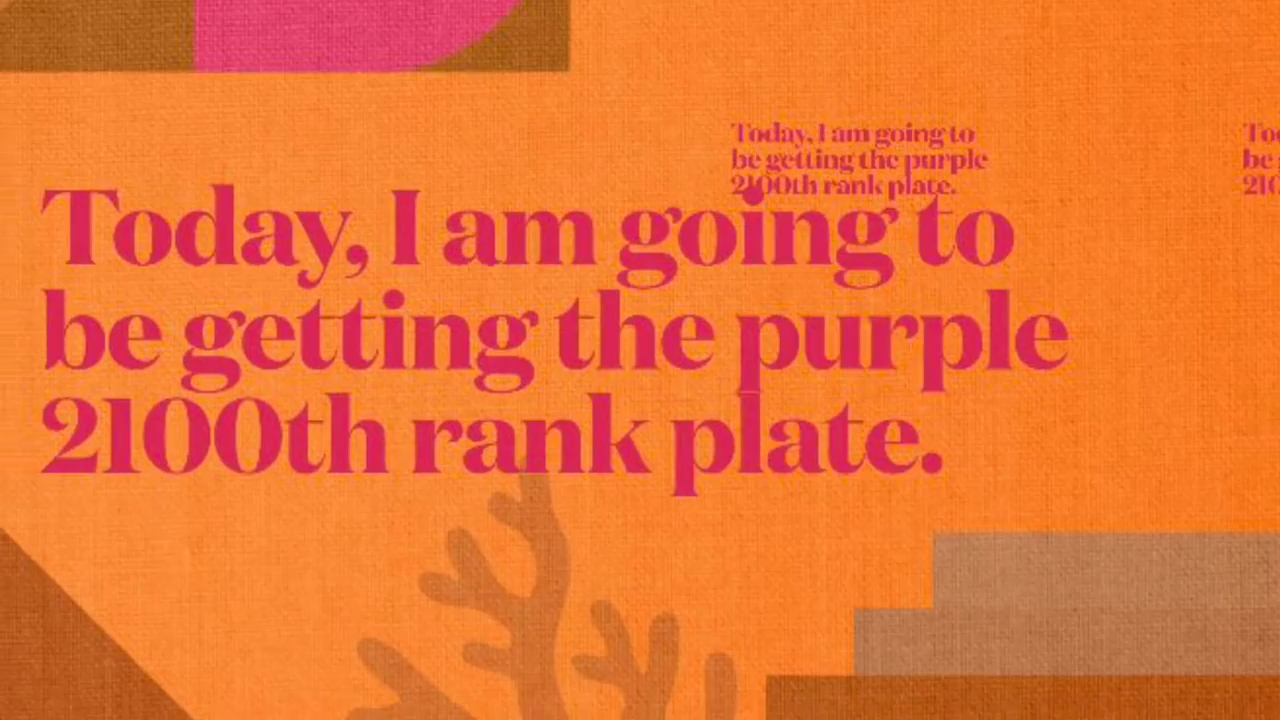 Today, I am going to
be getting the purple
2100th rank plate.
Today, I am going to
be getting the purple
2100th rank plate.